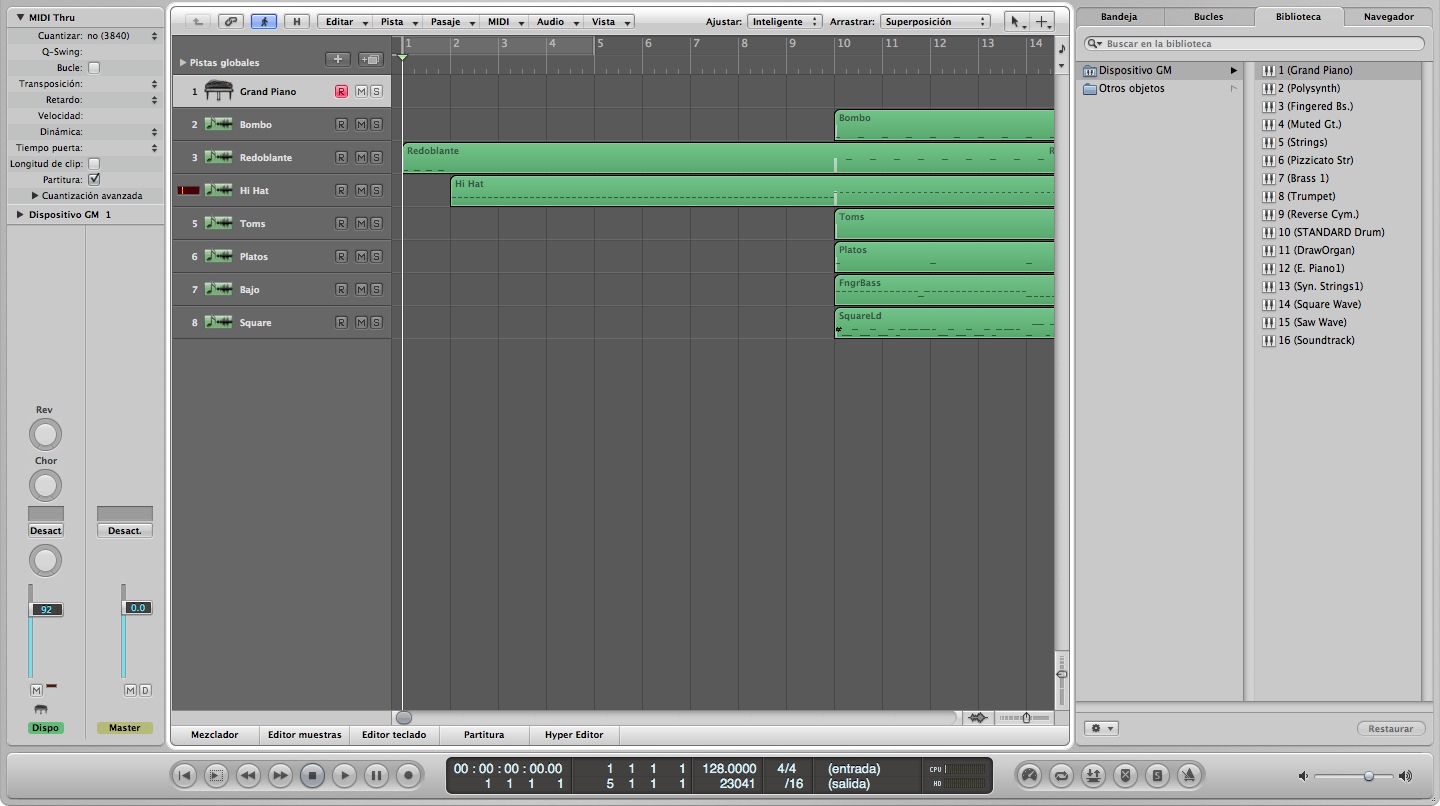 MIDI Thru
Cuantizar: no (3840)
Q-Swing:
Bucle:
Transposición:
Retardo:
Velocidad:
Dinámica:
Tiempo puerta:
Longitud de clip:
Partitura:
Cuantización avanzada
Dispositivo GM 1
Rev
Chor
Desact
Desact.
92
0.0
M
M D
Dispo
Master
H
Editar
Pista
Pasaje
MIDI
Audio
Vista
Ajustar: Inteligente
Arrastrar: Superposición
Pistas globales
1 2 3 4 5 6 7 8 9 10 11 12 13 14
1 Grand Piano R M S
2 Bombo R M S
Bombo
3 Redoblante R M S
Redoblante
R
Hi Hat R M S
Hi Hat
5 Toms R M S
Toms
6 Platos R M S
Platos
7 Bajo R M S
FngrBass
8 Square R M S
SquareLd
Mezclador
Editor muestras
Editor teclado
Partitura
Hyper Editor
Bandeja
Bucles
Biblioteca
Navegador
Buscar en la biblioteca
Dispositivo GM
Otros objetos
1 (Grand Piano)
2 (Polysynth)
3 (Fingered Bs.)
4 (Muted Gt.)
5 (Strings)
6 (Pizzicato Str)
7 (Brass 1)
8 (Trumpet)
9 (Reverse Cym.)
10 (STANDARD Drum)
11 (DrawOrgan)
12 (E. Piano1)
13 (Syn. Strings1)
14 (Square Wave)
15 (Saw Wave)
16 (Soundtrack)
Restaurar
00 : 00 : 00 : 00.00 1 1 1 1 128.0000 4/4 (entrada) CPU
1 1 1 1 5 1 1 1 23041 /16 (salida) HD
S